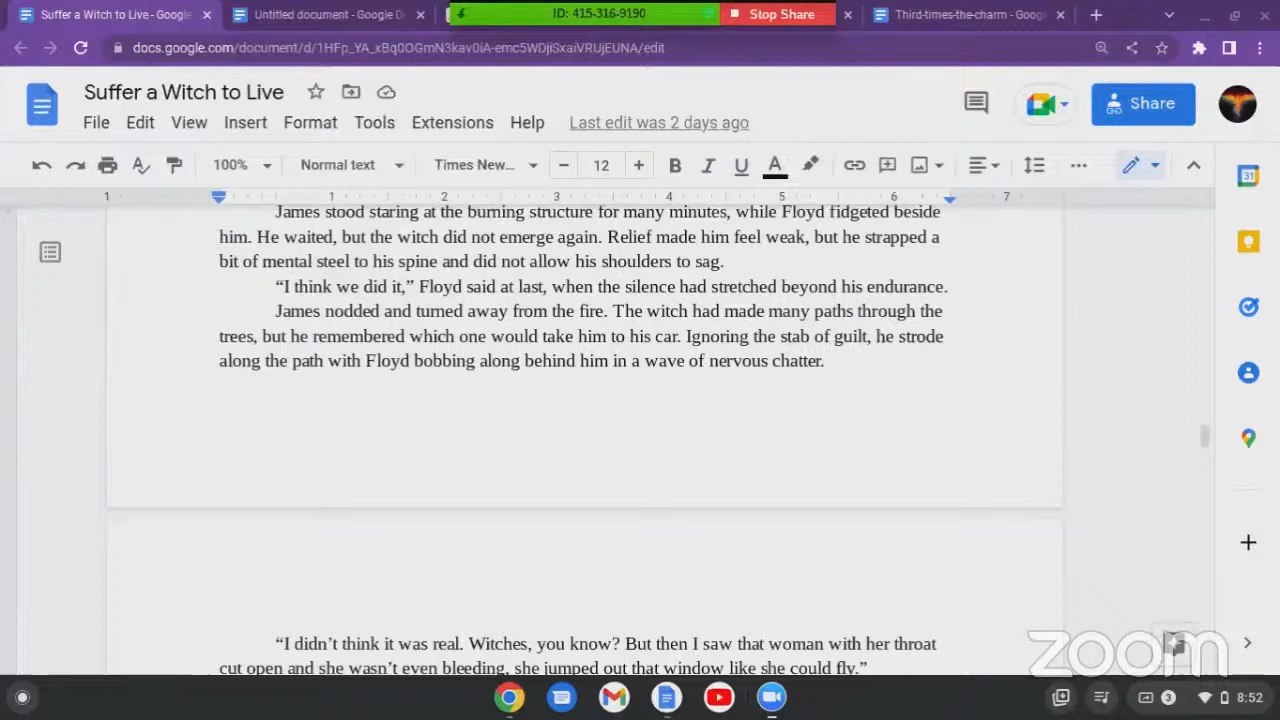 Suffer a Witch to Live - Google
Untitled document - Google D
ID: 415-316-9190
Stop Share
Third-times-the-charm - Goog
docs.google.com/document/d/1HFp_YA_xBq0OGmN3kav0iA-emc5WDjiSxaiVRUjEUNA/edit
Suffer a Witch to Live
Share
File Edit View Insert Format Tools Extensions Help Last edit was 2 days ago
100% Normal text Times New... 12 B I U A
31
1 1 2 3 4 5 6 7
James stood staring at the burning structure for many minutes, while Floyd fidgeted beside
him. He waited, but the witch did not emerge again. Relief made him feel weak, but he strapped a
bit of mental steel to his spine and did not allow his shoulders to sag.
“I think we did it,” Floyd said at last, when the silence had stretched beyond his endurance.
James nodded and turned away from the fire. The witch had made many paths through the
trees, but he remembered which one would take him to his car. Ignoring the stab of guilt, he strode
along the path with Floyd bobbing along behind him in a wave of nervous chatter.
“I didn’t think it was real. Witches, you know? But then I saw that woman with her throat
cut open and she wasn’t even bleeding, she jumped out that window like she could fly.”
zoom
3 8:52